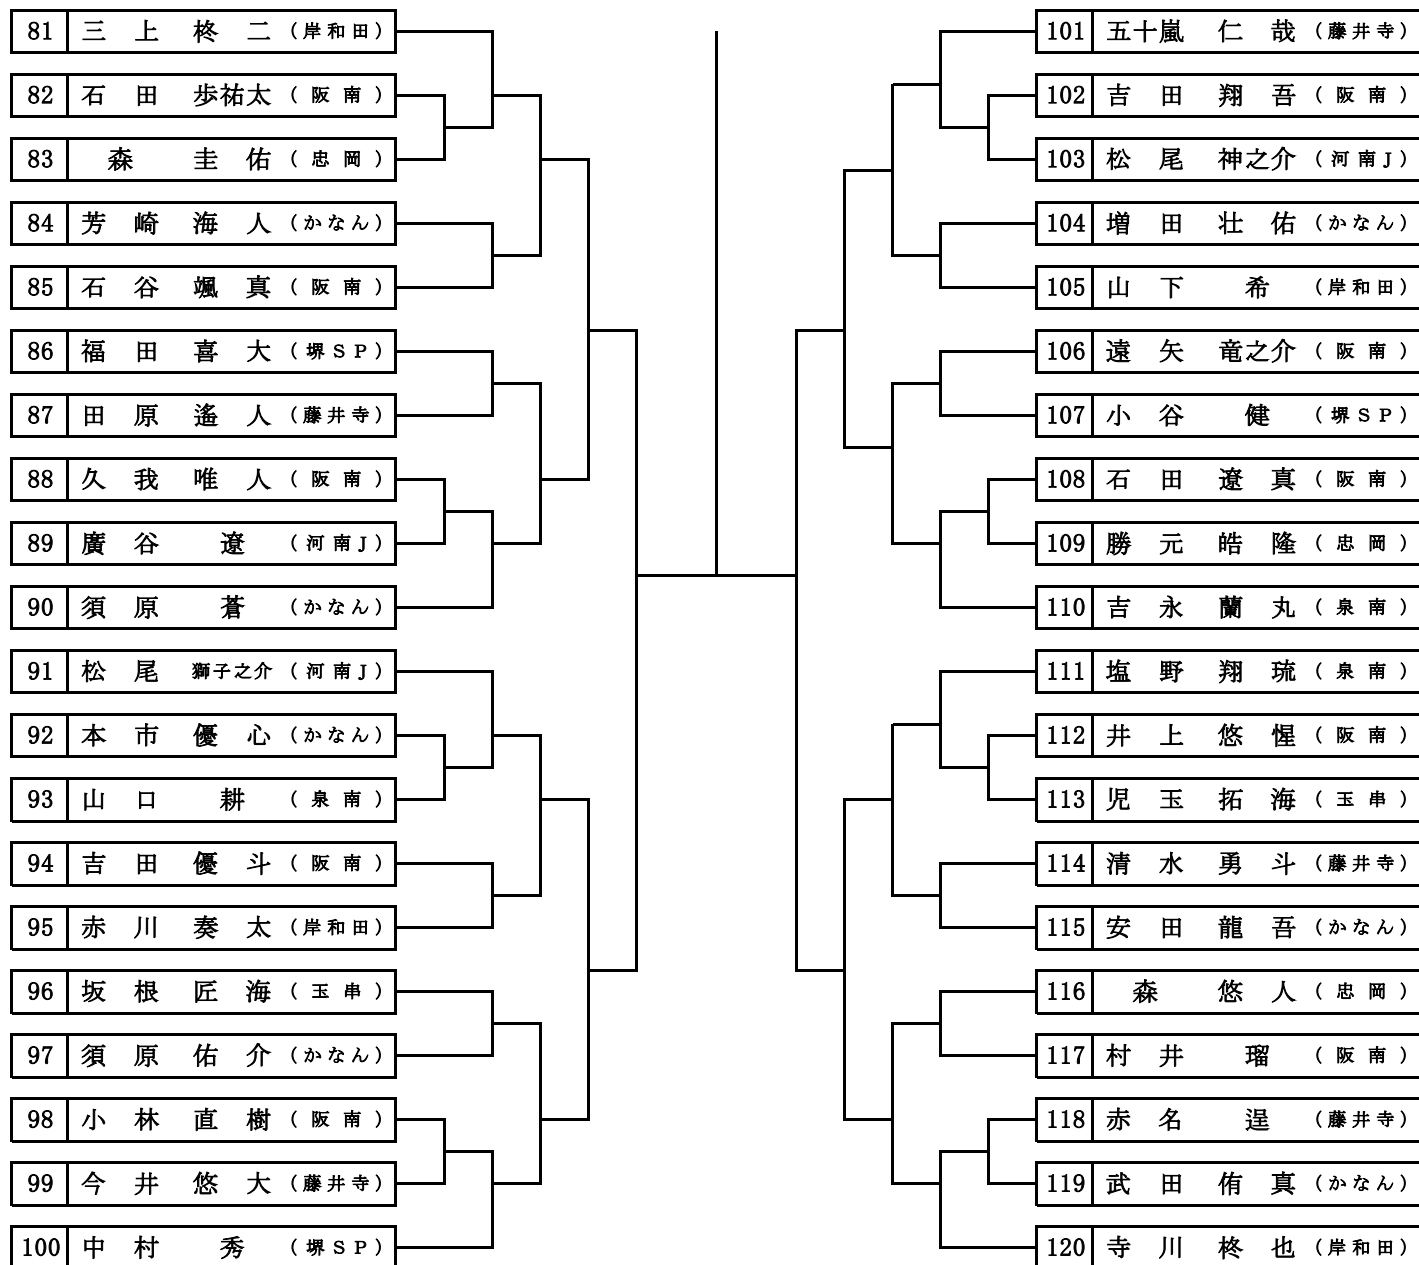 81 三上 柊二 (岸和田)
82 石田 歩祐太 (阪南)
83 森 圭佑 (忠岡)
84 芳崎 海人 (かなん)
85 石谷 颯真 (阪南)
86 福田 喜大 (堺SP)
87 田原 遙人 (藤井寺)
88 久我 唯人 (阪南)
89 廣谷 遼 (河南J)
90 須原 蒼 (かなん)
91 松尾 獅子之介 (河南J)
92 本市 優心 (かなん)
93 山口 耕 (泉南)
94 吉田 優斗 (阪南)
95 赤川 奏太 (岸和田)
96 坂根 匠海 (玉串)
97 須原 佑介 (かなん)
98 小林 直樹 (阪南)
99 今井 悠大 (藤井寺)
100 中村 秀 (堺SP)
101 五十嵐 仁哉 (藤井寺)
102 吉田 翔吾 (阪南)
103 松尾 神之介 (河南J)
104 増田 壮佑 (かなん)
105 山下 希 (岸和田)
106 遠矢 竜之介 (阪南)
107 小谷 健 (堺SP)
108 石田 遼真 (阪南)
109 勝元 皓隆 (忠岡)
110 吉永 蘭丸 (泉南)
111 塩野 翔琉 (泉南)
112 井上 悠惺 (阪南)
113 児玉 拓海 (玉串)
114 清水 勇斗 (藤井寺)
115 安田 龍吾 (かなん)
116 森 悠人 (忠岡)
117 村井 瑠 (阪南)
118 赤名 逞 (藤井寺)
119 武田 侑真 (かなん)
120 寺川 柊也 (岸和田)